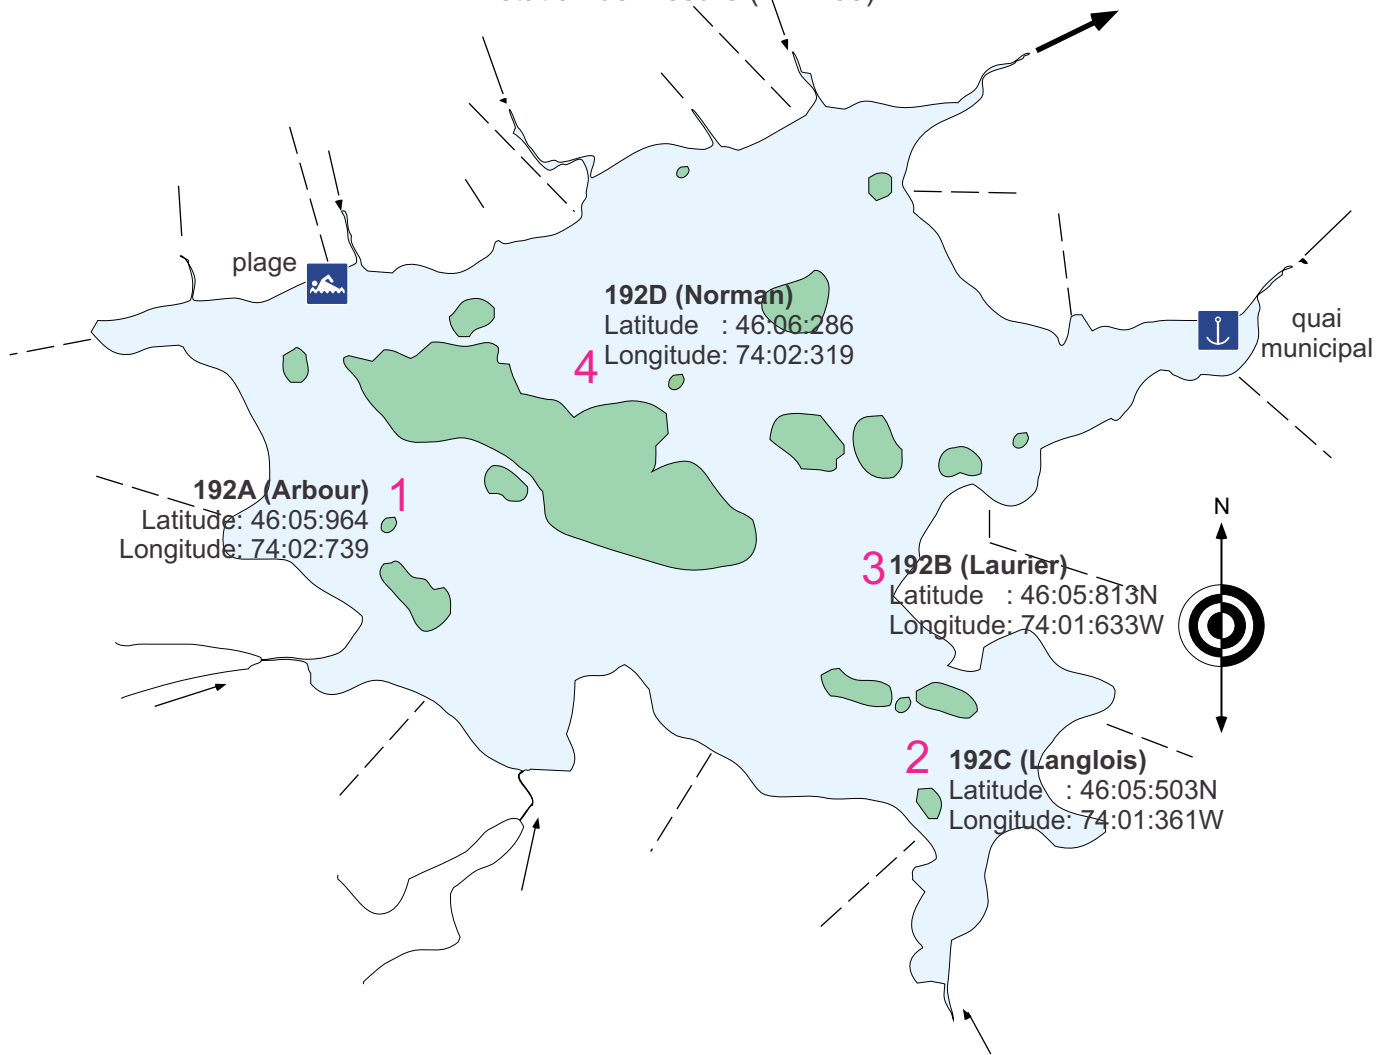 plage
192D (Norman)
Latitude : 46:06:286
4
Longitude: 74:02:319
quai
municipal
192A (Arbour)
1
Latitude: 46:05:964
Longitude: 74:02:739
N
3
192B (Laurier)
Latitude : 46:05:813N
Longitude: 74:01:633W
2
192C (Langlois)
Latitude : 46:05:503N
Longitude: 74:01:361W